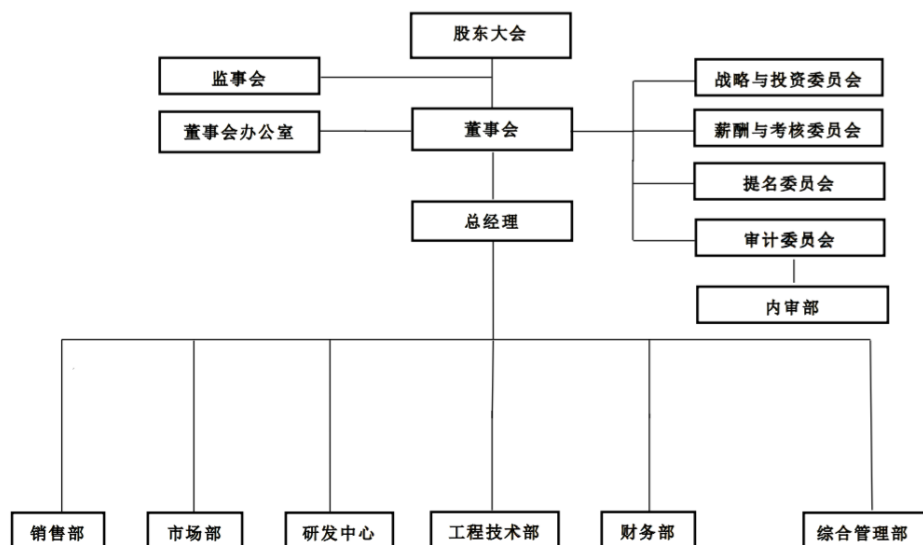 股东大会
监事会
战略与投资委员会
董事会办公室
董事会
薪酬与考核委员会
提名委员会
总经理
审计委员会
内审部
销售部
市场部
研发中心
工程技术部
财务部
综合管理部